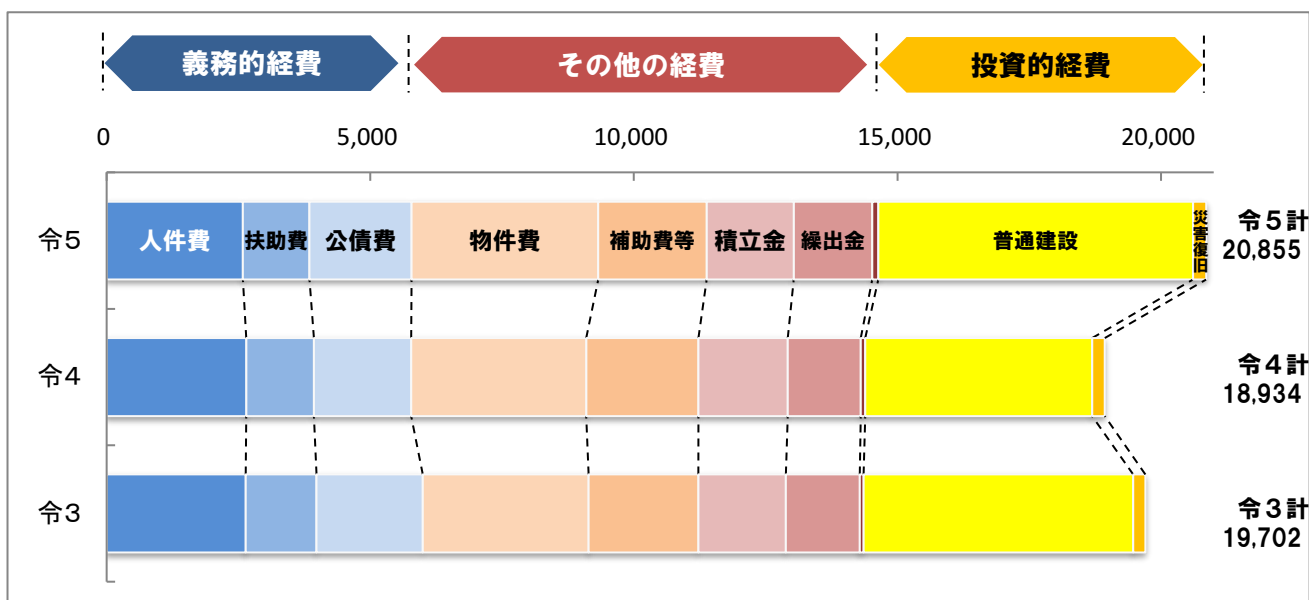 義務的経費 その他の経費 投資的経費
0 5,000 10,000 15,000 20,000
令5 人件費 扶助費 公債費 物件費 補助費等 積立金 繰出金 普通建設 災害復旧 令5計
20,855
令4 令4計
18,934
令3 令3計
19,702